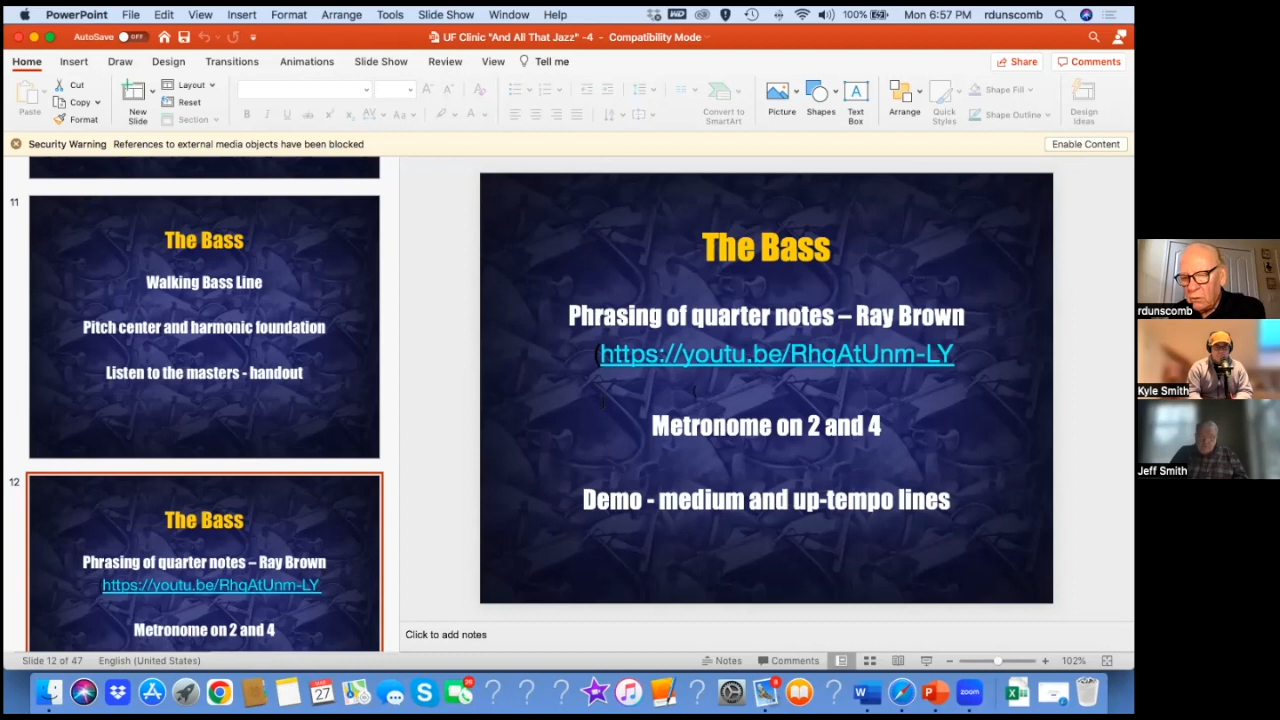 PowerPoint File Edit View Insert Format Arrange Tools Slide Show Window Help 100% Mon 6:57 PM rdunscomb
AutoSave OFF UF Clinic "And All That Jazz" -4 - Compatibility Mode
Home Insert Draw Design Transitions Animations Slide Show Review View Tell me Share Comments
Paste Cut Copy Format New Slide Layout Reset Section Convert to SmartArt Picture Shapes Text Box Arrange Quick Styles Shape Fill Shape Outline Design Ideas
Security Warning References to external media objects have been blocked Enable Content
11
The Bass
Walking Bass Line
Pitch center and harmonic foundation
Listen to the masters - handout
12
The Bass
Phrasing of quarter notes – Ray Brown
https://youtu.be/RhqAtUnm-LY
Metronome on 2 and 4
The Bass
Phrasing of quarter notes – Ray Brown
(https://youtu.be/RhqAtUnm-LY
Metronome on 2 and 4
Demo - medium and up-tempo lines
Click to add notes
Slide 12 of 47 English (United States) Notes Comments 102%
rdunscomb
Kyle Smith
Jeff Smith
MAR
27
zoom